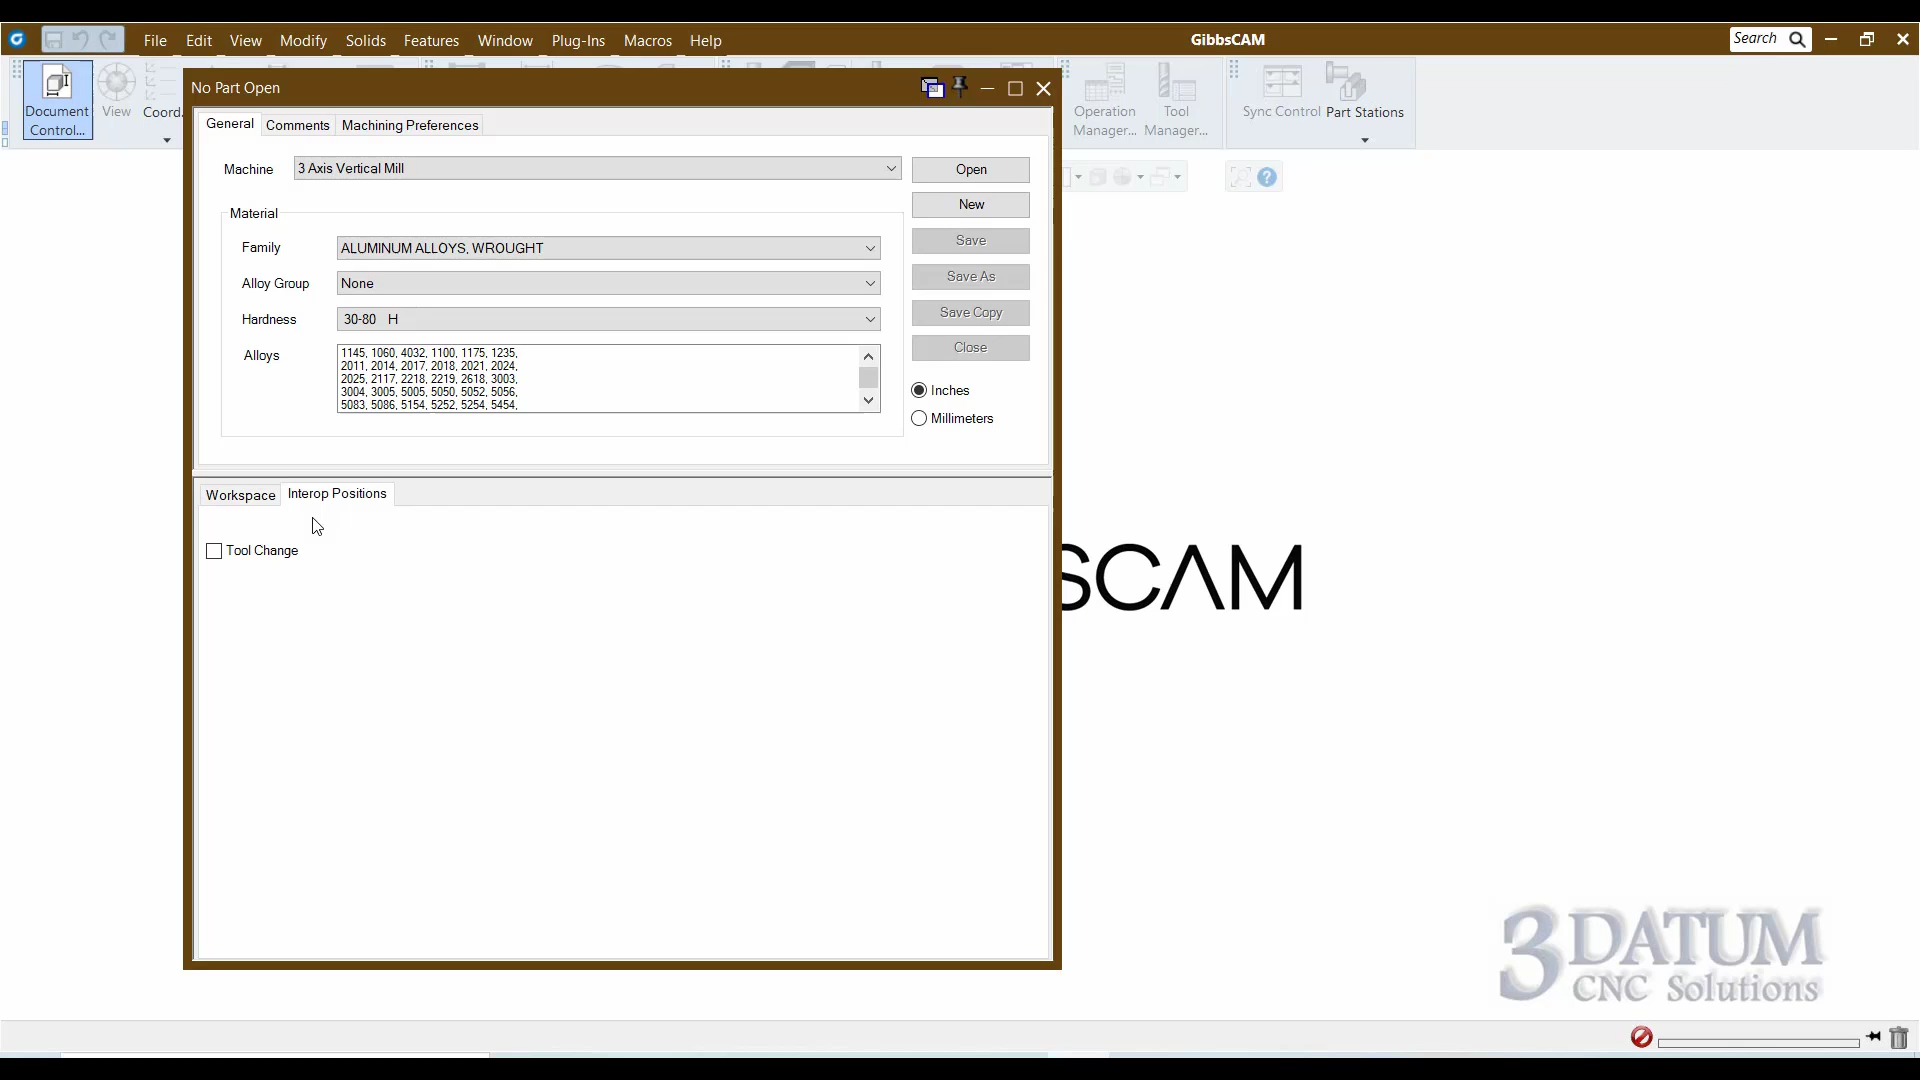 File Edit View Modify Solids Features Window Plug-Ins Macros Help
GibbsCAM
Search
Document Control...
View
Coord.
Operation Manager...
Tool Manager...
Sync Control
Part Stations
No Part Open
General Comments Machining Preferences
Machine 3 Axis Vertical Mill
Open
New
Save
Save As
Save Copy
Close
Inches
Millimeters
Material
Family ALUMINUM ALLOYS, WROUGHT
Alloy Group None
Hardness 30-80 H
Alloys
1145, 1060, 4032, 1100, 1175, 1235,
2011, 2014, 2017, 2018, 2021, 2024,
2025, 2117, 2218, 2219, 2618, 3003,
3004, 3005, 5005, 5050, 5052, 5056,
5083, 5086, 5154, 5252, 5254, 5454,
Workspace Interop Positions
Tool Change
SCAM
3DATUM
CNC Solutions